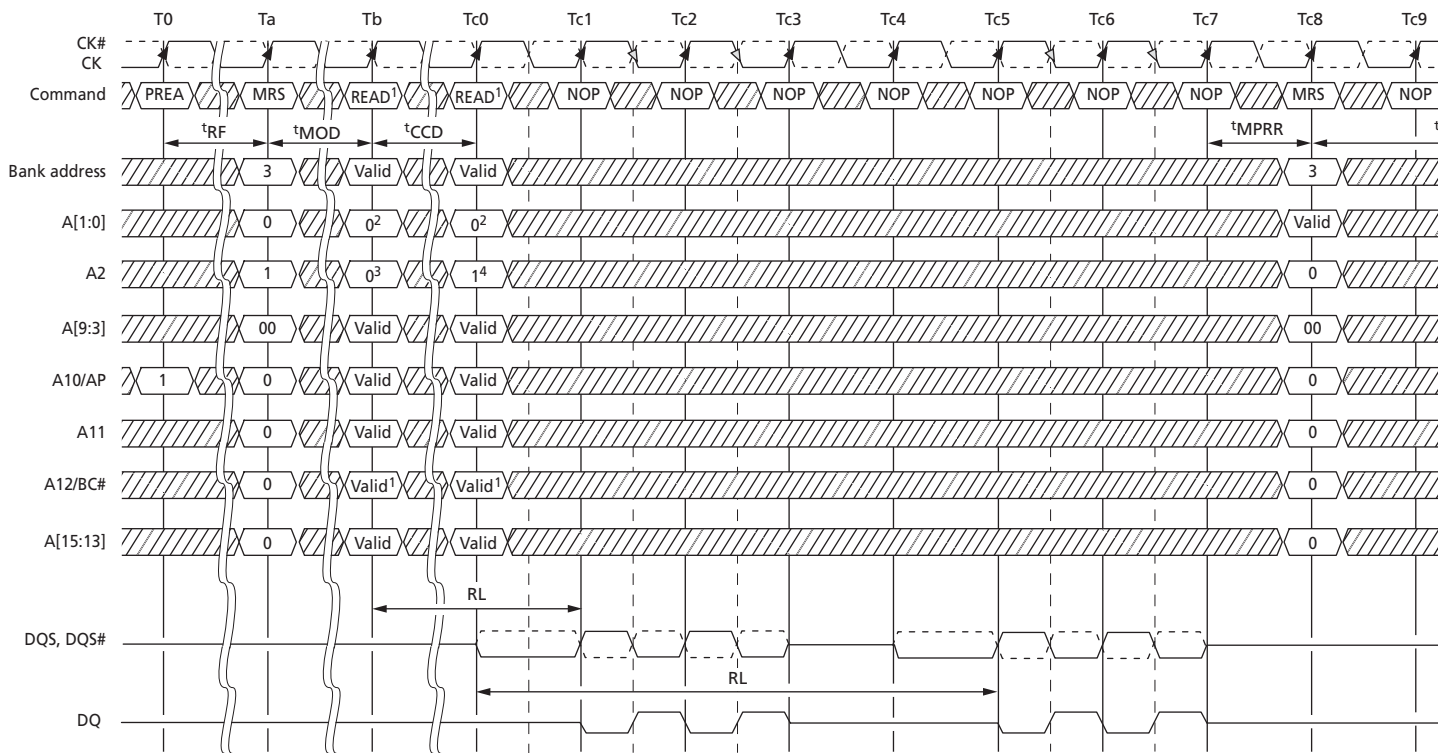 T0 Ta Tb Tc0 Tc1 Tc2 Tc3 Tc4 Tc5 Tc6 Tc7 Tc8 Tc9
CK#
CK
Command PREA MRS READ1 READ1 NOP NOP NOP NOP NOP NOP NOP MRS NOP
tRF tMOD tCCD tMPRR t
Bank address 3 Valid Valid 3
A[1:0] 0 02 02 Valid
A2 1 03 14 0
A[9:3] 00 Valid Valid 00
A10/AP 1 0 Valid Valid 0
A11 0 Valid Valid 0
A12/BC# 0 Valid1 Valid1 0
A[15:13] 0 Valid Valid 0
RL
DQS, DQS#
RL
DQ